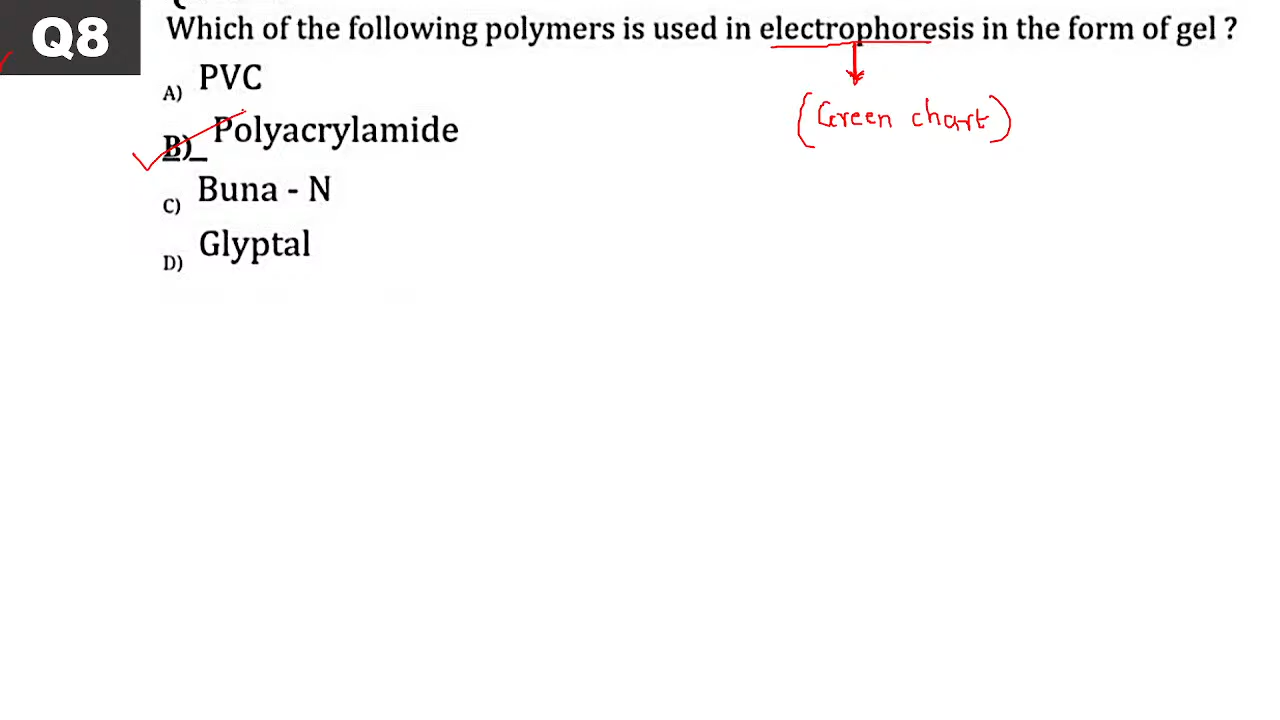 Q8
Which of the following polymers is used in electrophoresis in the form of gel ?
A) PVC
(Green chart)
B) Polyacrylamide
C) Buna - N
D) Glyptal